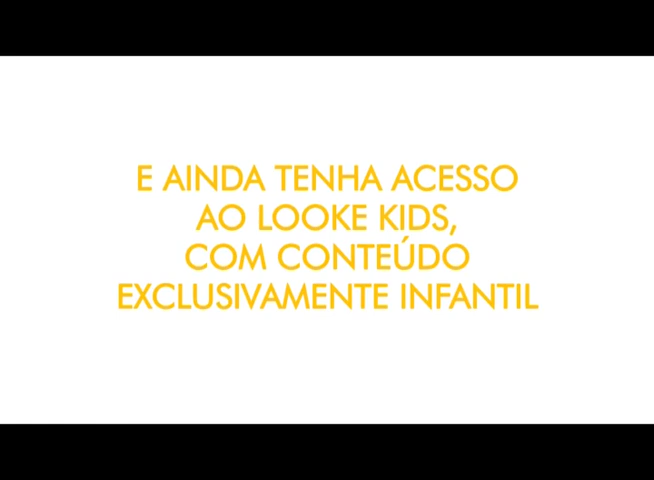 E AINDA TENHA ACESSO
AO LOOKE KIDS,
COM CONTEÚDO
EXCLUSIVAMENTE INFANTIL